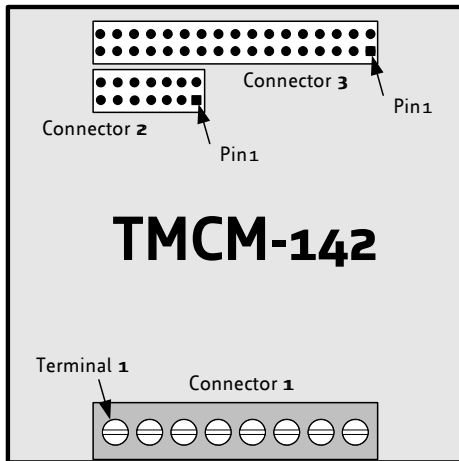 Connector 3
Connector 2
Pin1
Pin1
TMCM-142
Terminal 1
Connector 1